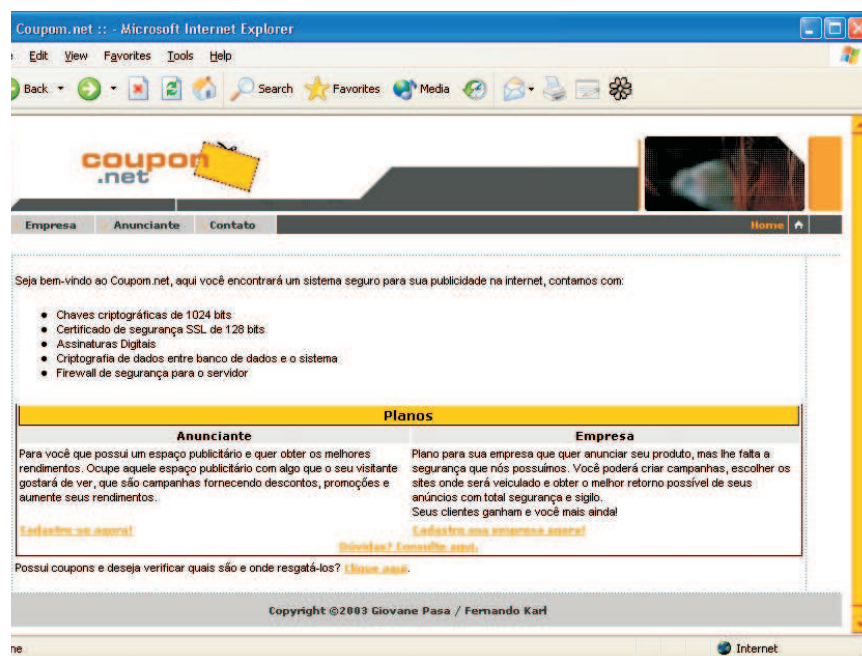 Coupom.net :: - Microsoft Internet Explorer
Edit View Favorites Tools Help
Back Search Favorites Media
coupon
.net
Empresa Anunciante Contato Home
Seja bem-vindo ao Coupom.net, aqui você encontrará um sistema seguro para sua publicidade na internet, contamos com:
• Chaves criptográficas de 1024 bits
• Certificado de segurança SSL de 128 bits
• Assinaturas Digitais
• Criptografia de dados entre banco de dados e o sistema
• Firewall de segurança para o servidor
Planos
Anunciante
Para você que possui um espaço publicitário e quer obter os melhores
rendimentos. Ocupe aquele espaço publicitário com algo que o seu visitante
gostará de ver, que são campanhas fornecendo descontos, promoções e
aumente seus rendimentos.
Cadastre-se agora!
Empresa
Plano para sua empresa que quer anunciar seu produto, mas lhe falta a
segurança que nós possuímos. Você poderá criar campanhas, escolher os
sites onde será veiculado e obter o melhor retorno possível de seus
anúncios com total segurança e sigilo.
Seus clientes ganham e você mais ainda!
Cadastre sua empresa agora!
Dúvidas? Consulte aqui.
Possui coupons e deseja verificar quais são e onde resgatá-los? Clique aqui.
Copyright ©2003 Giovane Pasa / Fernando Karl
ne Internet